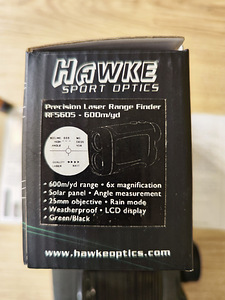 HAWKE
SPORT OPTICS
Precision Laser Range Finder
RFS605 - 600m/yd
• 600m/yd range • 6x magnification
• Solar panel • Angle measurement
• 25mm objective • Rain mode
• Weatherproof • LCD display
• Green/Black
www.hawkeoptics.com